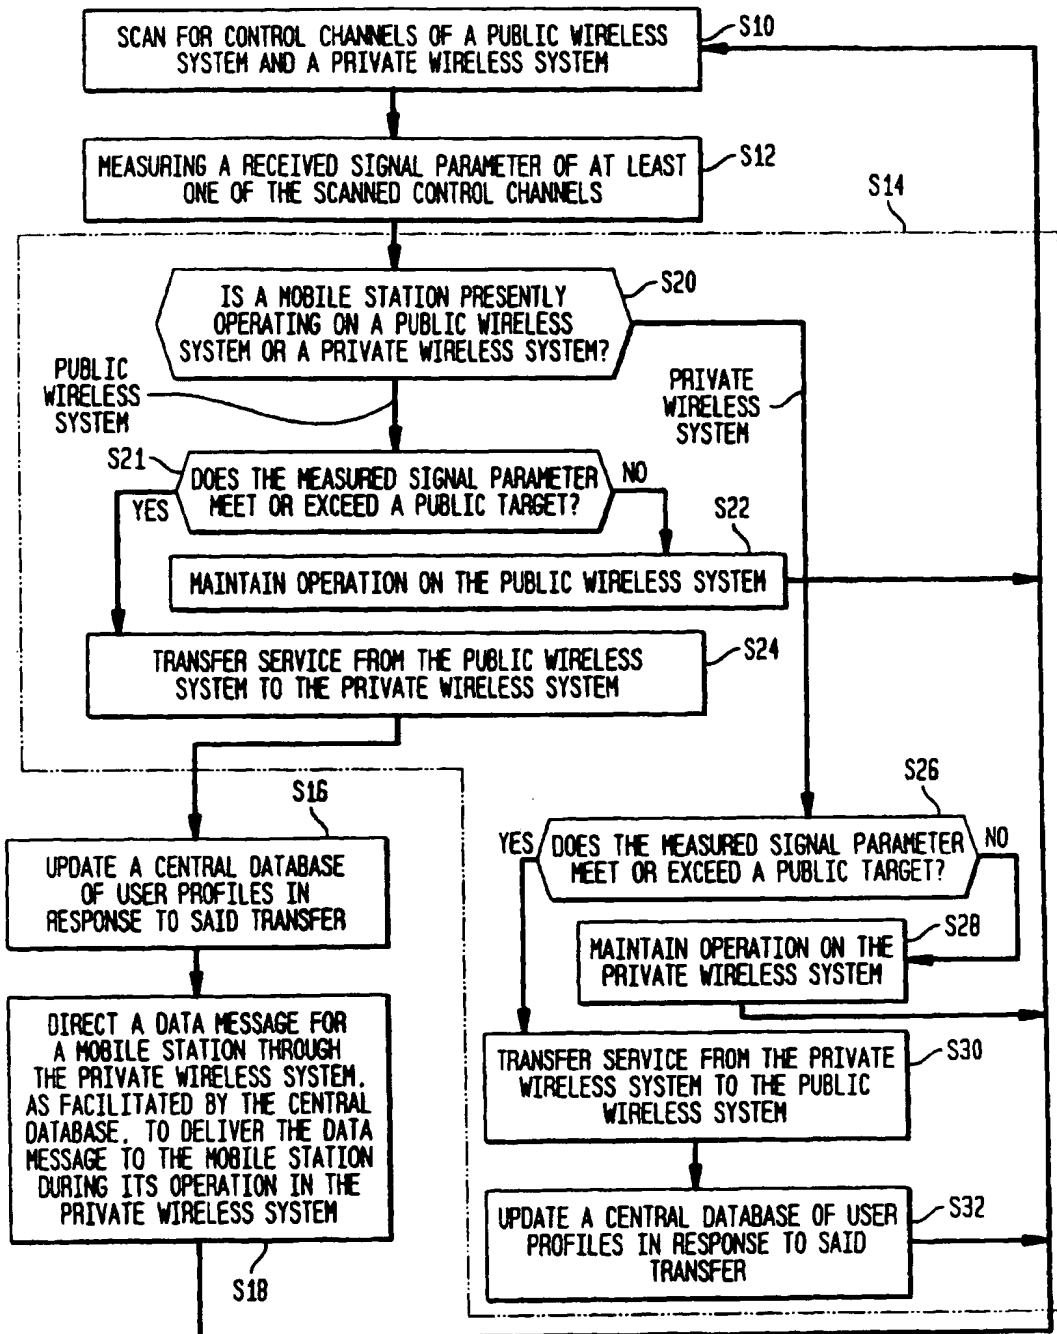 SCAN FOR CONTROL CHANNELS OF A PUBLIC WIRELESS
SYSTEM AND A PRIVATE WIRELESS SYSTEM
S10
MEASURING A RECEIVED SIGNAL PARAMETER OF AT LEAST
ONE OF THE SCANNED CONTROL CHANNELS
S12
S14
IS A MOBILE STATION PRESENTLY
OPERATING ON A PUBLIC WIRELESS
SYSTEM OR A PRIVATE WIRELESS SYSTEM?
S20
PUBLIC
WIRELESS
SYSTEM
PRIVATE
WIRELESS
SYSTEM
S21
DOES THE MEASURED SIGNAL PARAMETER
MEET OR EXCEED A PUBLIC TARGET?
YES
NO
S22
MAINTAIN OPERATION ON THE PUBLIC WIRELESS SYSTEM
TRANSFER SERVICE FROM THE PUBLIC WIRELESS
SYSTEM TO THE PRIVATE WIRELESS SYSTEM
S24
S16
UPDATE A CENTRAL DATABASE
OF USER PROFILES IN
RESPONSE TO SAID TRANSFER
S26
YES
DOES THE MEASURED SIGNAL PARAMETER
MEET OR EXCEED A PUBLIC TARGET?
NO
S28
MAINTAIN OPERATION ON THE
PRIVATE WIRELESS SYSTEM
DIRECT A DATA MESSAGE FOR
A MOBILE STATION THROUGH
THE PRIVATE WIRELESS SYSTEM,
AS FACILITATED BY THE CENTRAL
DATABASE, TO DELIVER THE DATA
MESSAGE TO THE MOBILE STATION
DURING ITS OPERATION IN THE
PRIVATE WIRELESS SYSTEM
S18
TRANSFER SERVICE FROM THE PRIVATE
WIRELESS SYSTEM TO THE PUBLIC
WIRELESS SYSTEM
S30
UPDATE A CENTRAL DATABASE OF USER
PROFILES IN RESPONSE TO SAID
TRANSFER
S32